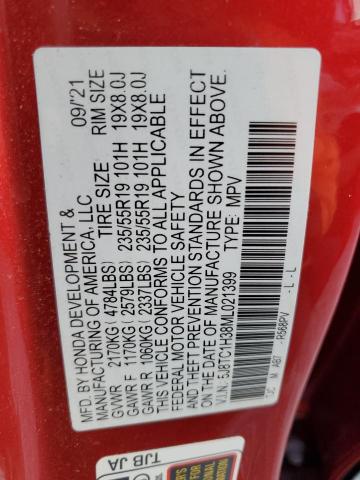 MFD. BY HONDA DEVELOPMENT & 09/'21
MANUFACTURING OF AMERICA, LLC
TIRE SIZE RIM SIZE
GVWR 2170KG (4784LBS)
GAWR F 1170KG (2579LBS) 235/55R19 101H 19X8.0J
GAWR R 1060KG (2337LBS) 235/55R19 101H 19X8.0J
THIS VEHICLE CONFORMS TO ALL APPLICABLE
FEDERAL MOTOR VEHICLE SAFETY
AND THEFT PREVENTION STANDARDS IN EFFECT
ON THE DATE OF MANUFACTURE SHOWN ABOVE.
V.I.N: 5J8TC1H38ML021399
TYPE: MPV
UC M AB7 - R568PV - L - L
TJB JA